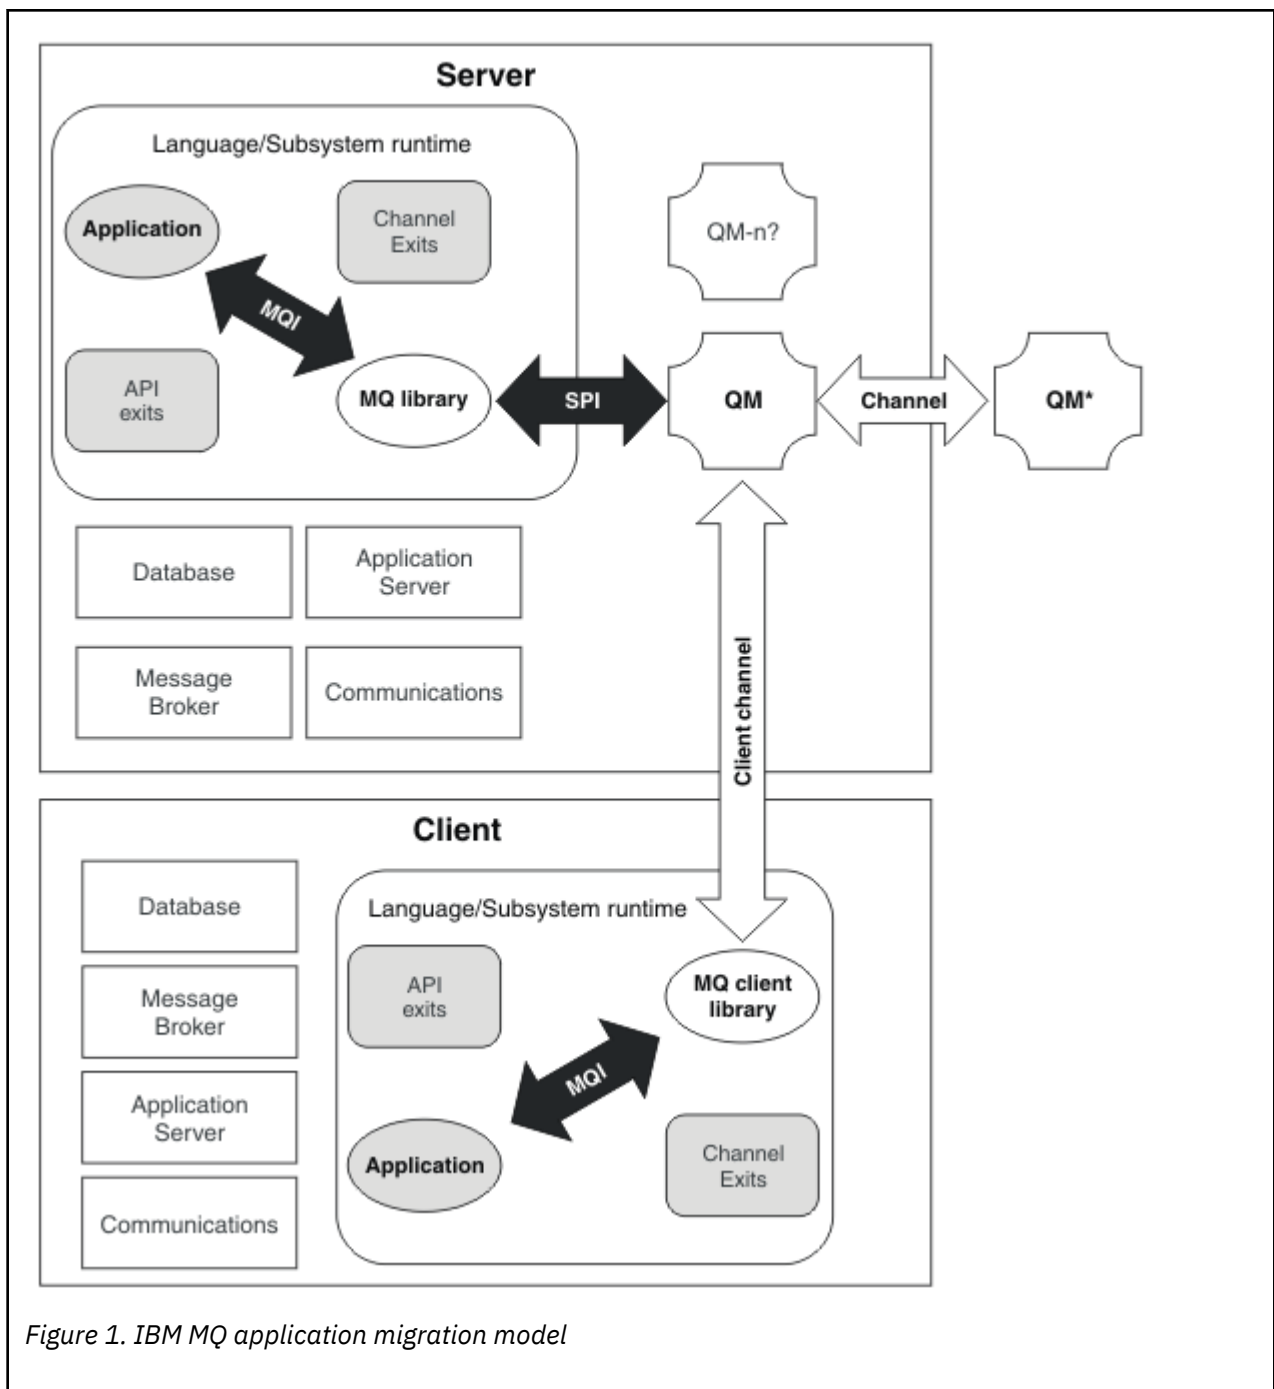 Server
Language/Subsystem runtime
Application
Channel
Exits
QM-n?
MQI
API
exits
MQ library
SPI
QM
Channel
QM*
Database
Application
Server
Message
Broker
Communications
Client channel
Client
Database
Language/Subsystem runtime
API
exits
MQ client
library
Message
Broker
MQI
Application
Server
Application
Channel
Exits
Communications
Figure 1. IBM MQ application migration model